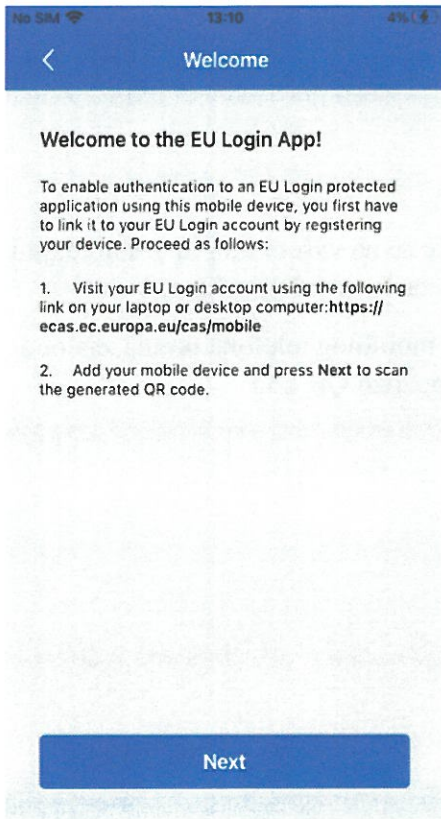 No SIM 13:10 4%
Welcome
Welcome to the EU Login App!
To enable authentication to an EU Login protected
application using this mobile device, you first have
to link it to your EU Login account by registering
your device. Proceed as follows:
1. Visit your EU Login account using the following
link on your laptop or desktop computer:https://
ecas.ec.europa.eu/cas/mobile
2. Add your mobile device and press Next to scan
the generated QR code.
Next